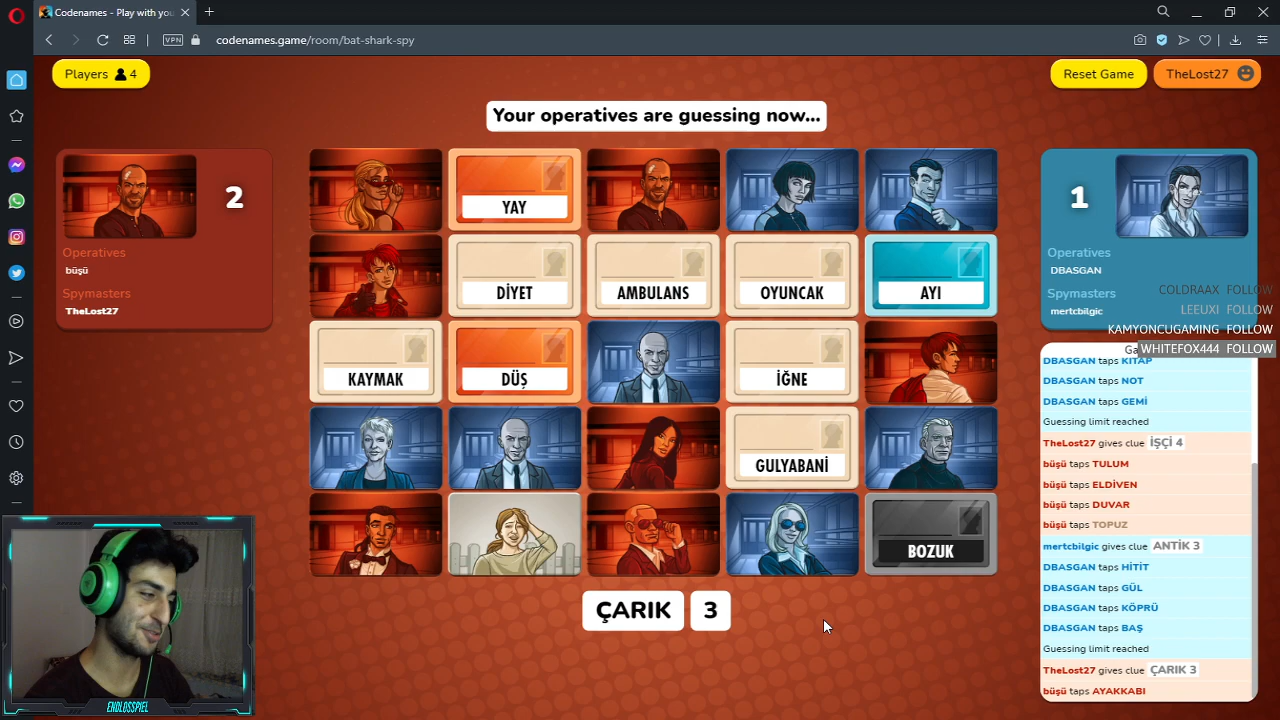 Codenames - Play with you
VPN
codenames.game/room/bat-shark-spy
Players 4
Reset Game
TheLost27
Your operatives are guessing now...
2
Operatives
büşü
Spymasters
TheLost27
1
Operatives
DBASGAN
Spymasters
mertcbilgic
COLDRAAX FOLLOW
LEEUXI FOLLOW
KAMYONCUGAMING FOLLOW
WHITEFOX444 FOLLOW
YAY
DİYET
AMBULANS
OYUNCAK
AYI
KAYMAK
DÜŞ
İĞNE
GULYABANİ
BOZUK
ÇARIK 3
DBASGAN taps KITAP
DBASGAN taps NOT
DBASGAN taps GEMİ
Guessing limit reached
TheLost27 gives clue İŞÇİ 4
büşü taps TULUM
büşü taps ELDİVEN
büşü taps DUVAR
büşü taps TOPUZ
mertcbilgic gives clue ANTİK 3
DBASGAN taps HİTİT
DBASGAN taps GÜL
DBASGAN taps KÖPRÜ
DBASGAN taps BAŞ
Guessing limit reached
TheLost27 gives clue ÇARIK 3
büşü taps AYAKKABI
ENDLOSSPIEL